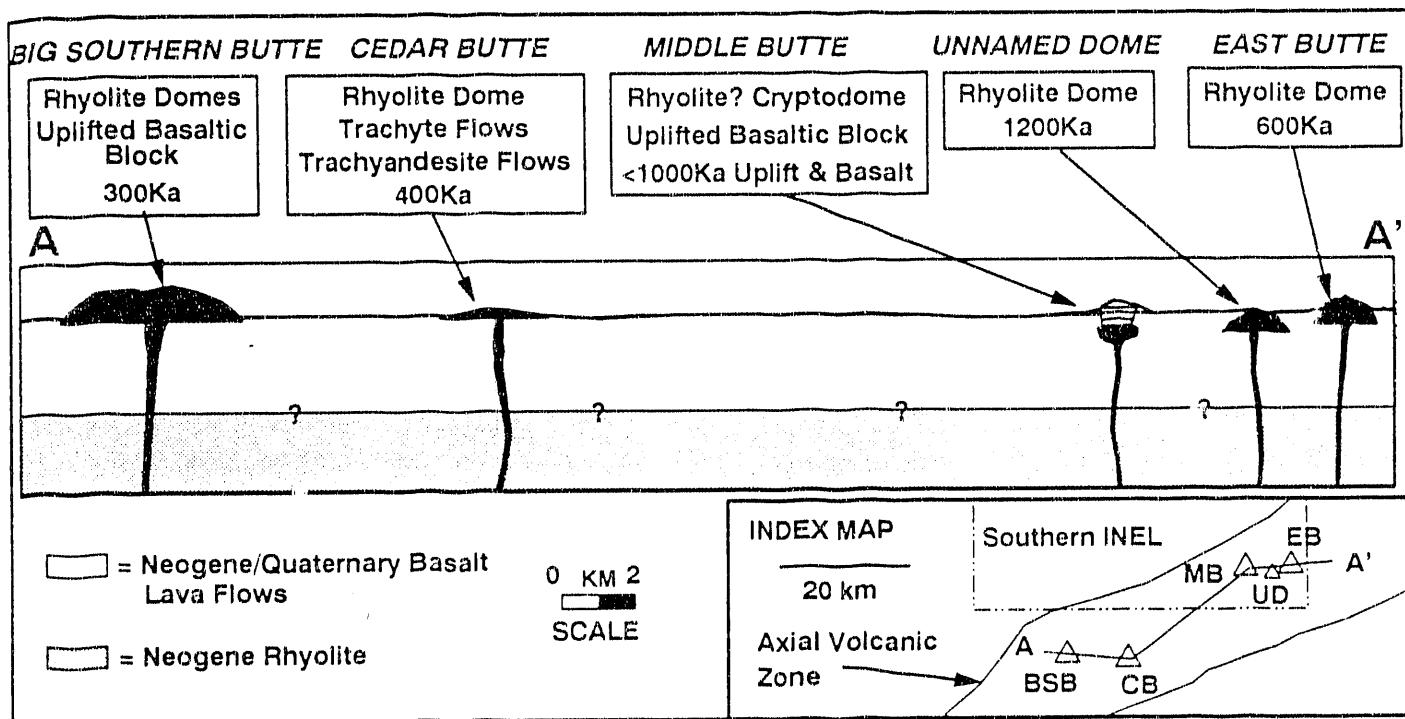 BIG SOUTHERN BUTTE
CEDAR BUTTE
MIDDLE BUTTE
UNNAMED DOME
EAST BUTTE
Rhyolite Domes
Uplifted Basaltic
Block
300Ka
Rhyolite Dome
Trachyte Flows
Trachyandesite Flows
400Ka
Rhyolite? Cryptodome
Uplifted Basaltic Block
<1000Ka Uplift & Basalt
Rhyolite Dome
1200Ka
Rhyolite Dome
600Ka
A
A'
?
?
?
?
= Neogene/Quaternary Basalt
Lava Flows
= Neogene Rhyolite
0 KM 2
SCALE
INDEX MAP
20 km
Southern INEL
EB
MB
A'
UD
Axial Volcanic
Zone
A
BSB
CB